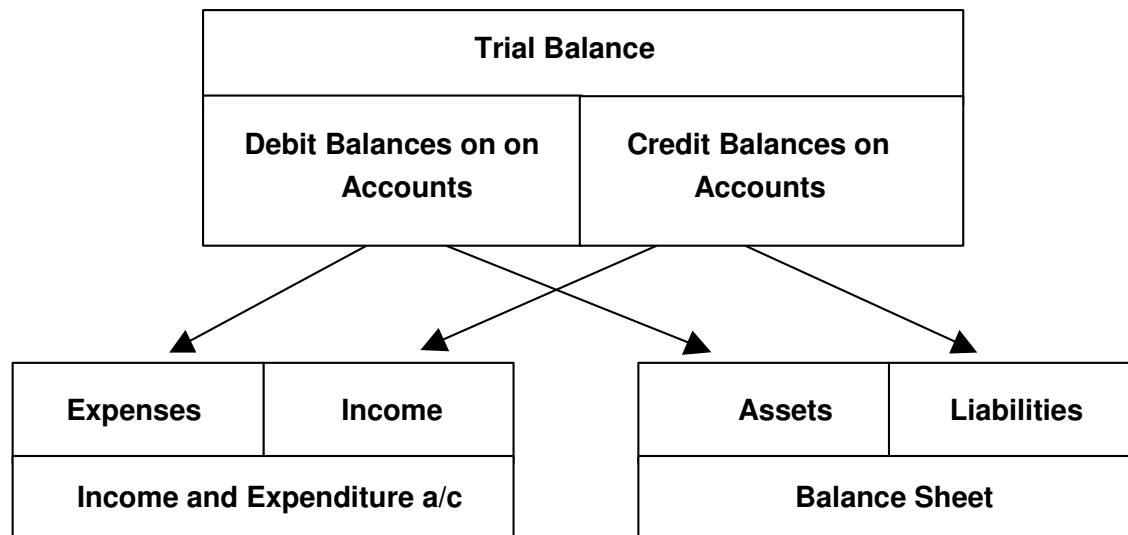 Trial Balance
Debit Balances on on
Accounts
Credit Balances on
Accounts
Expenses
Income
Assets
Liabilities
Income and Expenditure a/c
Balance Sheet